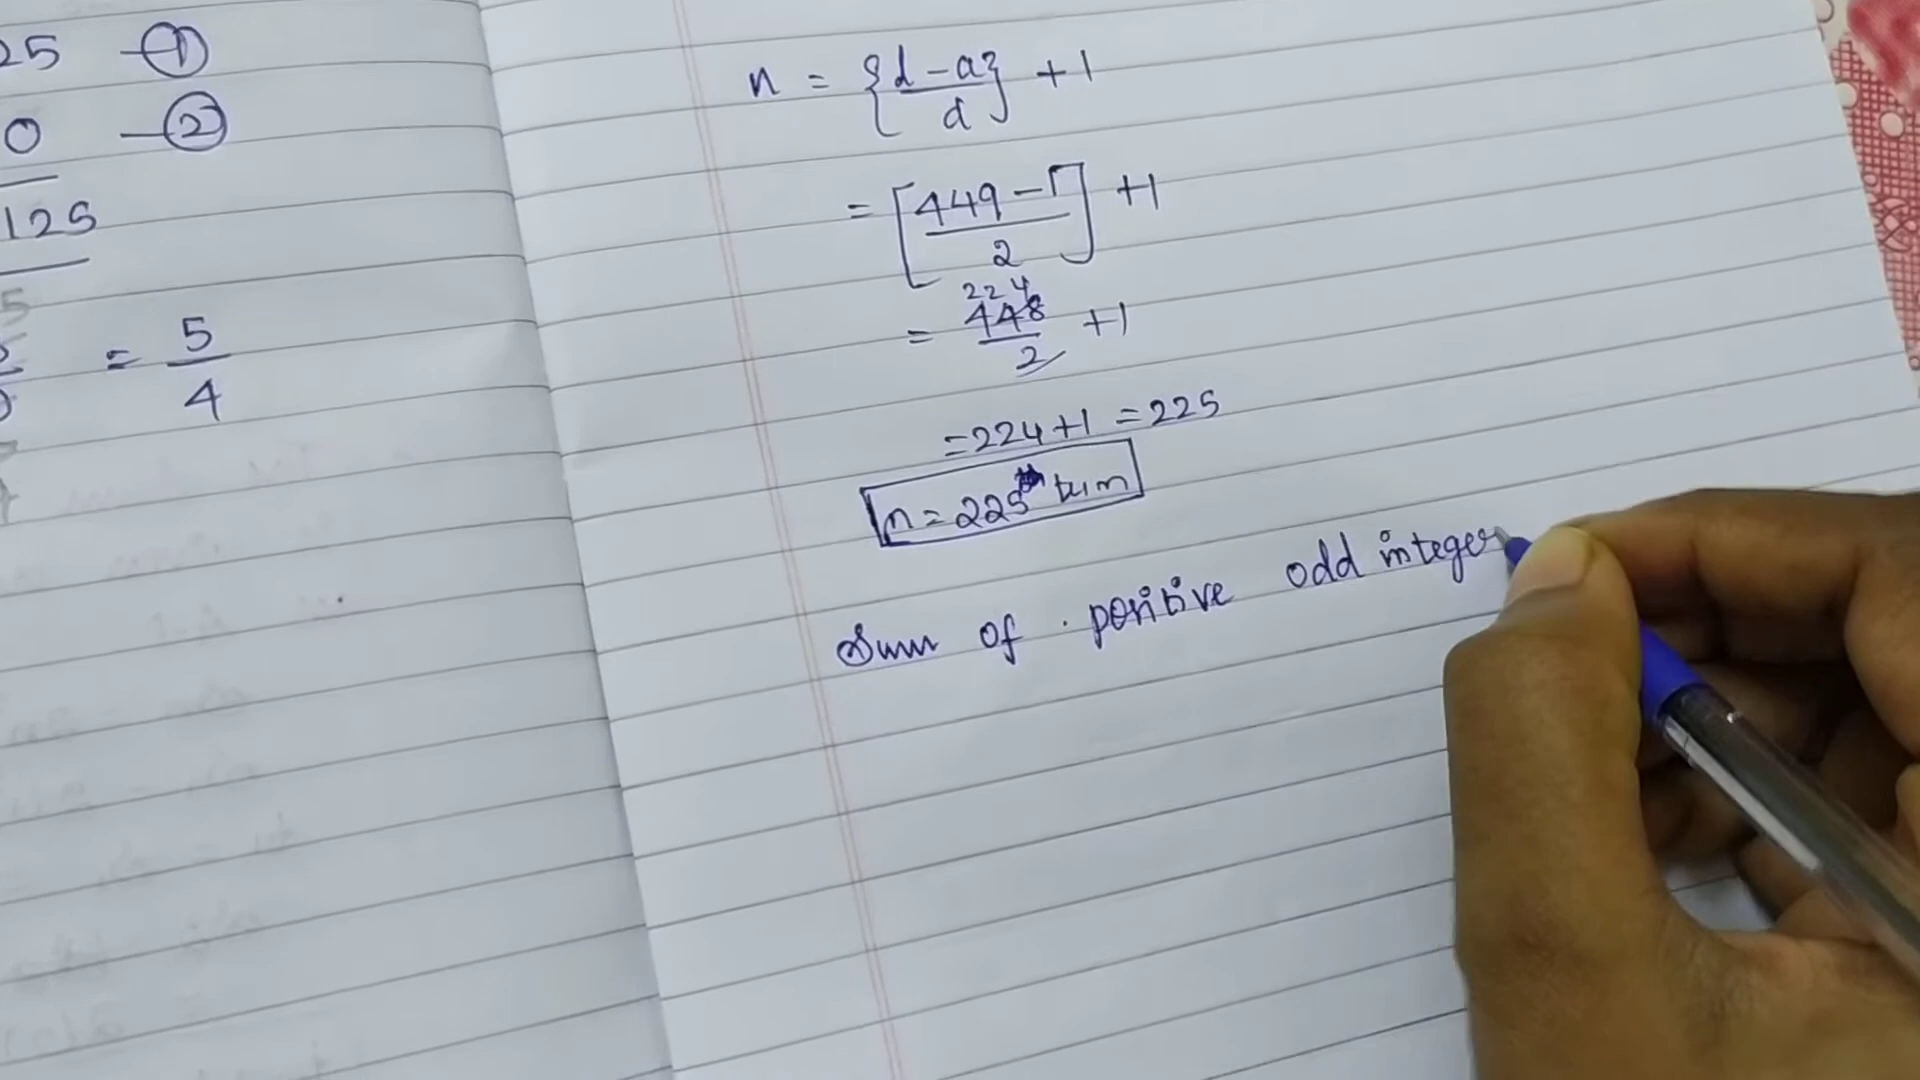 25 - ①
0 - ②
125
= 5/4
n = {l - a / d} + 1
= [449 - 1 / 2] + 1
224
= 448/2 + 1
= 224 + 1 = 225
n = 225th term
Sum of positive odd integer